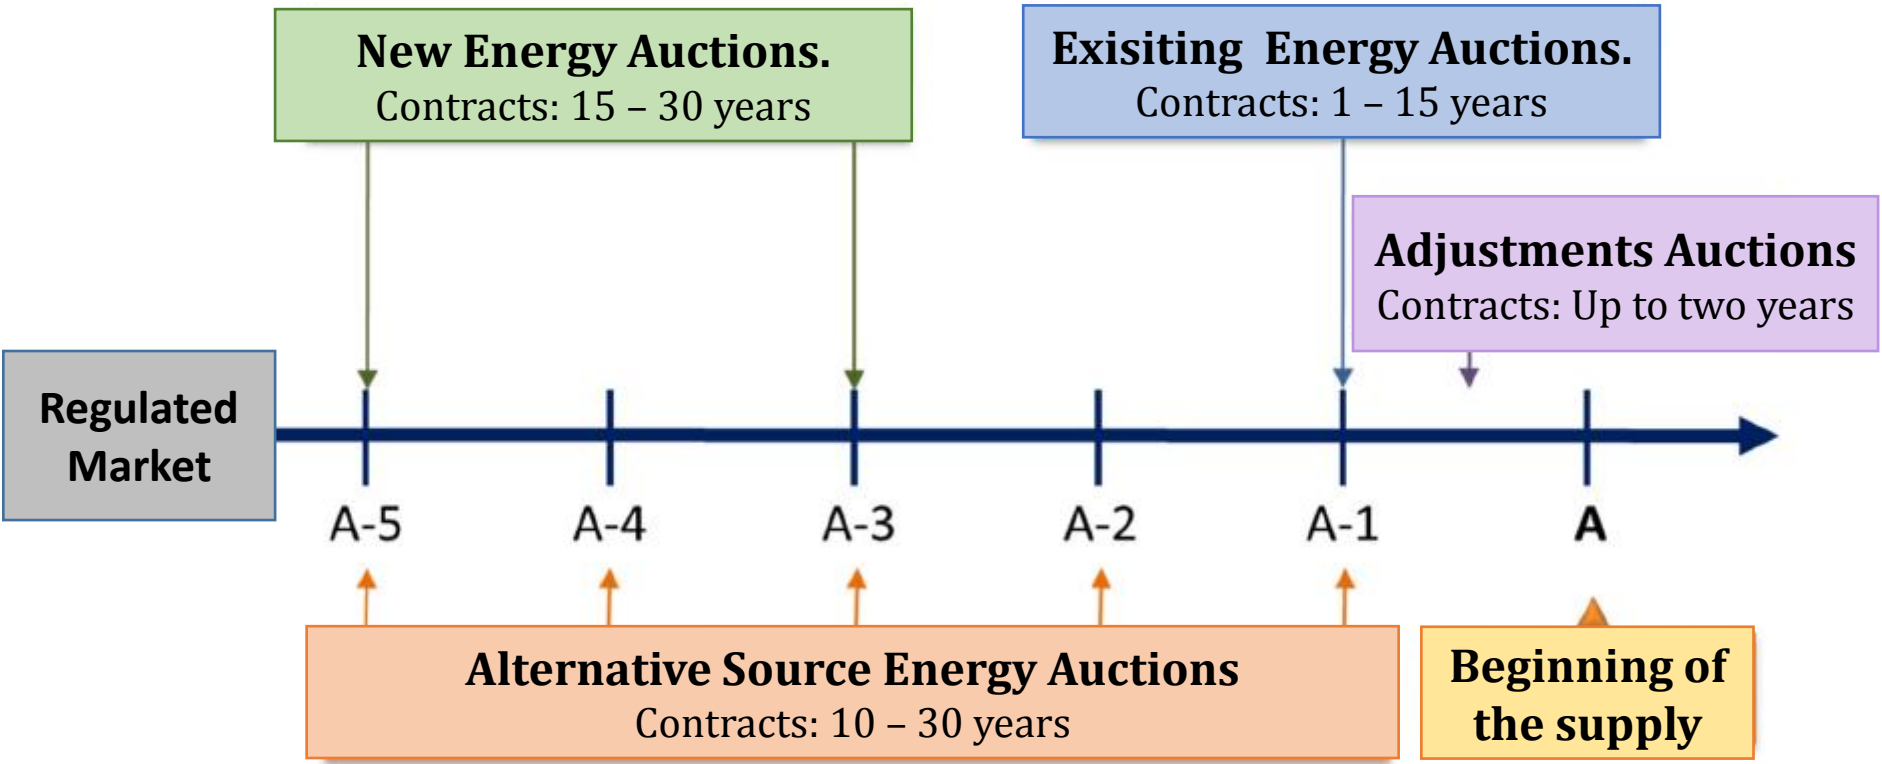 New Energy Auctions.
Contracts: 15 – 30 years
Exisiting Energy Auctions.
Contracts: 1 – 15 years
Adjustments Auctions
Contracts: Up to two years
Regulated
Market
A-5
A-4
A-3
A-2
A-1
A
Alternative Source Energy Auctions
Contracts: 10 – 30 years
Beginning of
the supply